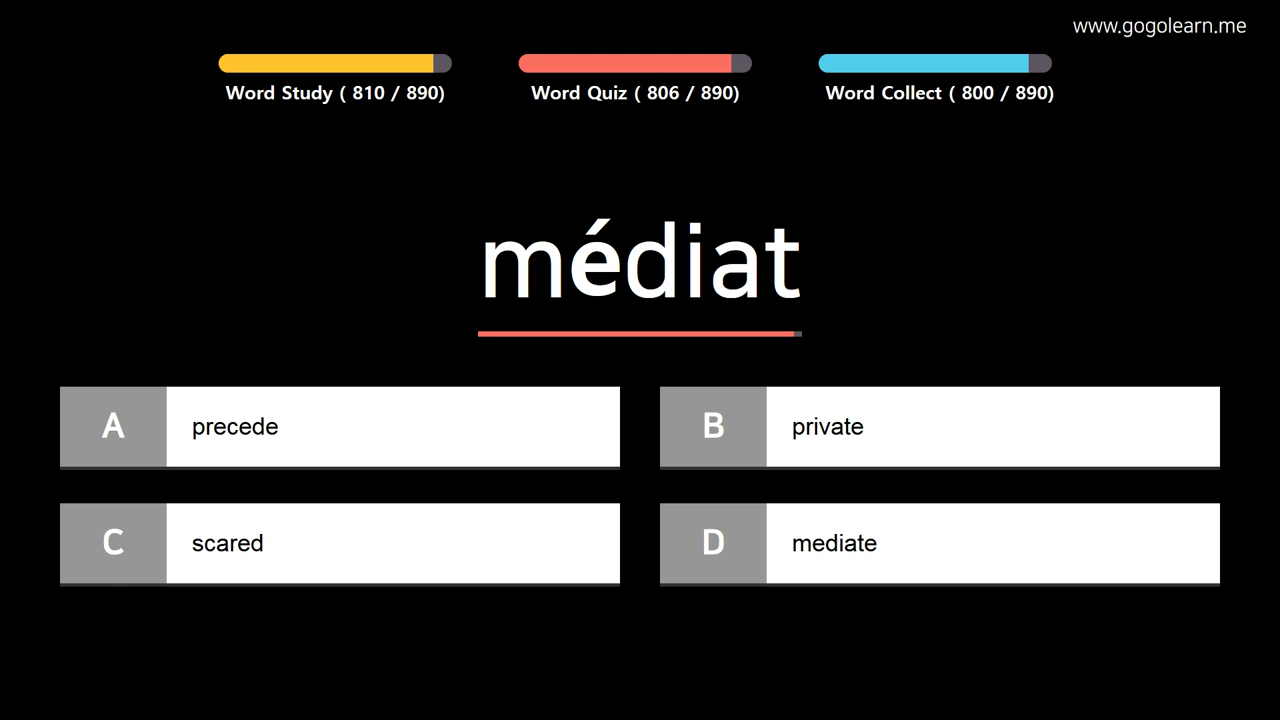 www.gogolearn.me
Word Study ( 810 / 890)
Word Quiz ( 806 / 890)
Word Collect ( 800 / 890)
médiat
A precede
B private
C scared
D mediate